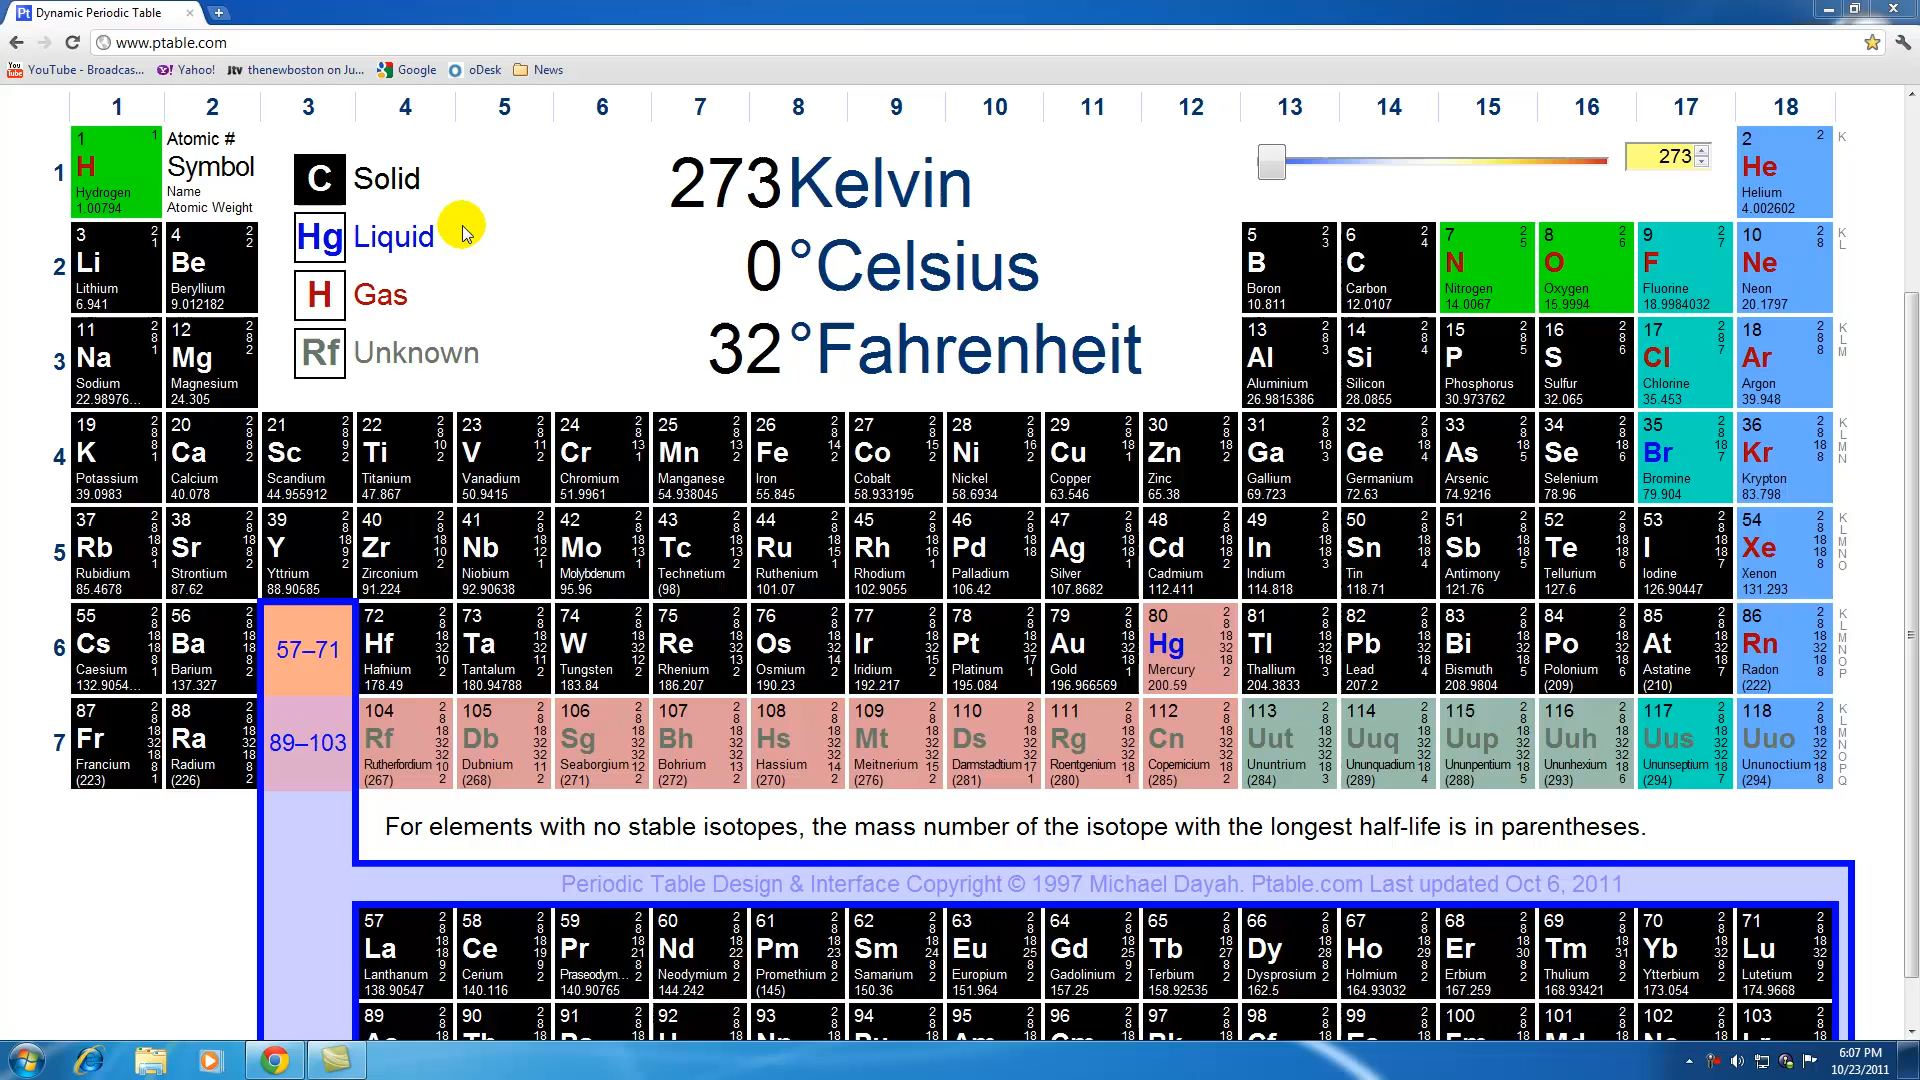 Dynamic Periodic Table
www.ptable.com
YouTube - Broadcas... Yahoo! thenewboston on Ju... Google oDesk News
1 2 3 4 5 6 7 8 9 10 11 12 13 14 15 16 17 18
Atomic #
Symbol
Name
Atomic Weight
C Solid
Hg Liquid
H Gas
Rf Unknown
273 Kelvin
0 °Celsius
32 °Fahrenheit
273
1
1 H Hydrogen 1.00794
2 He Helium 4.002602
2
3 Li Lithium 6.941
4 Be Beryllium 9.012182
5 B Boron 10.811
6 C Carbon 12.0107
7 N Nitrogen 14.0067
8 O Oxygen 15.9994
9 F Fluorine 18.9984032
10 Ne Neon 20.1797
3
11 Na Sodium 22.98976...
12 Mg Magnesium 24.305
13 Al Aluminium 26.9815386
14 Si Silicon 28.0855
15 P Phosphorus 30.973762
16 S Sulfur 32.065
17 Cl Chlorine 35.453
18 Ar Argon 39.948
4
19 K Potassium 39.0983
20 Ca Calcium 40.078
21 Sc Scandium 44.955912
22 Ti Titanium 47.867
23 V Vanadium 50.9415
24 Cr Chromium 51.9961
25 Mn Manganese 54.938045
26 Fe Iron 55.845
27 Co Cobalt 58.933195
28 Ni Nickel 58.6934
29 Cu Copper 63.546
30 Zn Zinc 65.38
31 Ga Gallium 69.723
32 Ge Germanium 72.63
33 As Arsenic 74.9216
34 Se Selenium 78.96
35 Br Bromine 79.904
36 Kr Krypton 83.798
5
37 Rb Rubidium 85.4678
38 Sr Strontium 87.62
39 Y Yttrium 88.90585
40 Zr Zirconium 91.224
41 Nb Niobium 92.90638
42 Mo Molybdenum 95.96
43 Tc Technetium (98)
44 Ru Ruthenium 101.07
45 Rh Rhodium 102.9055
46 Pd Palladium 106.42
47 Ag Silver 107.8682
48 Cd Cadmium 112.411
49 In Indium 114.818
50 Sn Tin 118.71
51 Sb Antimony 121.76
52 Te Tellurium 127.6
53 I Iodine 126.90447
54 Xe Xenon 131.293
6
55 Cs Caesium 132.9054...
56 Ba Barium 137.327
57–71
72 Hf Hafnium 178.49
73 Ta Tantalum 180.94788
74 W Tungsten 183.84
75 Re Rhenium 186.207
76 Os Osmium 190.23
77 Ir Iridium 192.217
78 Pt Platinum 195.084
79 Au Gold 196.966569
80 Hg Mercury 200.59
81 Tl Thallium 204.3833
82 Pb Lead 207.2
83 Bi Bismuth 208.9804
84 Po Polonium (209)
85 At Astatine (210)
86 Rn Radon (222)
7
87 Fr Francium (223)
88 Ra Radium (226)
89–103
104 Rf Rutherfordium (267)
105 Db Dubnium (268)
106 Sg Seaborgium (271)
107 Bh Bohrium (272)
108 Hs Hassium (270)
109 Mt Meitnerium (276)
110 Ds Darmstadtium (281)
111 Rg Roentgenium (280)
112 Cn Copernicium (285)
113 Uut Ununtrium (284)
114 Uuq Ununquadium (289)
115 Uup Ununpentium (288)
116 Uuh Ununhexium (293)
117 Uus Ununseptium (294)
118 Uuo Ununoctium (294)
For elements with no stable isotopes, the mass number of the isotope with the longest half-life is in parentheses.
Periodic Table Design & Interface Copyright © 1997 Michael Dayah. Ptable.com Last updated Oct 6, 2011
57 La Lanthanum 138.90547
58 Ce Cerium 140.116
59 Pr Praseodym... 140.90765
60 Nd Neodymium 144.242
61 Pm Promethium (145)
62 Sm Samarium 150.36
63 Eu Europium 151.964
64 Gd Gadolinium 157.25
65 Tb Terbium 158.92535
66 Dy Dysprosium 162.5
67 Ho Holmium 164.93032
68 Er Erbium 167.259
69 Tm Thulium 168.93421
70 Yb Ytterbium 173.054
71 Lu Lutetium 174.9668
89 90 91 92 93 94 95 96 97 98 99 100 101 102 103
6:07 PM
10/23/2011